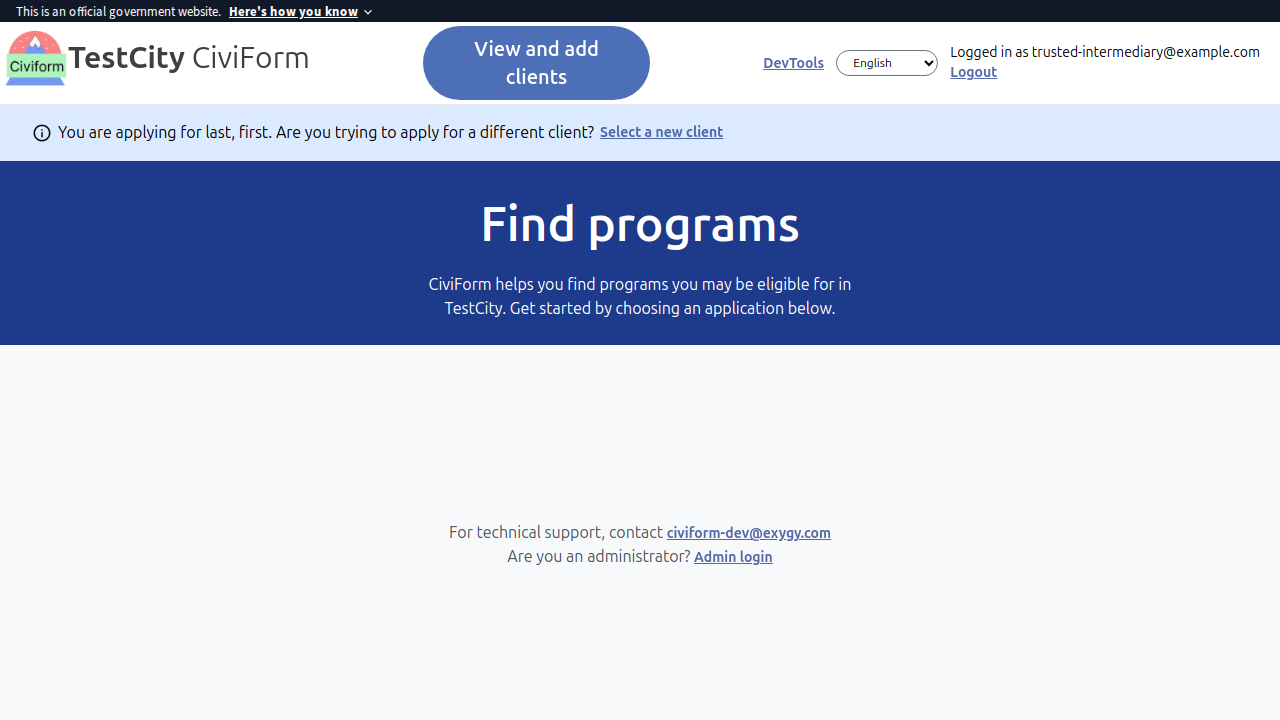 This is an official government website. Here's how you know
Civiform
TestCity CiviForm
View and add
clients
DevTools
English
Logged in as trusted-intermediary@example.com
Logout
You are applying for last, first. Are you trying to apply for a different client? Select a new client
Find programs
CiviForm helps you find programs you may be eligible for in
TestCity. Get started by choosing an application below.
For technical support, contact civiform-dev@exygy.com
Are you an administrator? Admin login